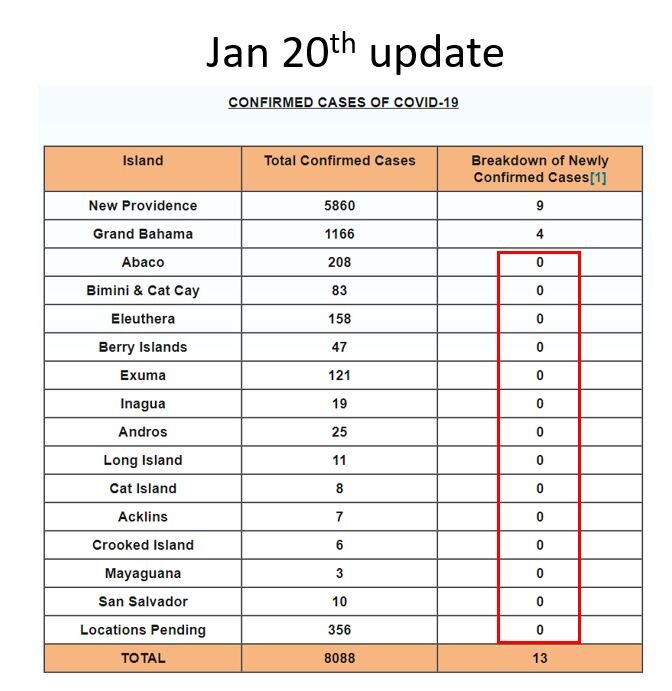 Jan 20th update
CONFIRMED CASES OF COVID-19
Island Total Confirmed Cases Breakdown of Newly
Confirmed Cases[1]
New Providence 5860 9
Grand Bahama 1166 4
Abaco 208 0
Bimini & Cat Cay 83 0
Eleuthera 158 0
Berry Islands 47 0
Exuma 121 0
Inagua 19 0
Andros 25 0
Long Island 11 0
Cat Island 8 0
Acklins 7 0
Crooked Island 6 0
Mayaguana 3 0
San Salvador 10 0
Locations Pending 356 0
TOTAL 8088 13